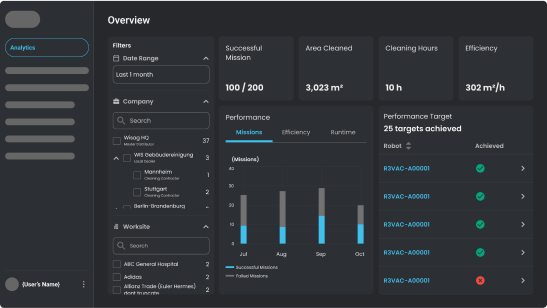 Overview
Analytics
Filters
Date Range
Last 1 month
Company
Search
Wisag HQ 37
Master Distributor
WIS Gebäudereinigung 3
Local Dealer
Mannheim 1
Cleaning Contractor
Stuttgart 2
Cleaning Contractor
Berlin-Brandenburg
Worksite
Search
ABC General Hospital 2
Adidas 2
Allianz Trade (Euler Hermes) 2
dont truncate
(User's Name)
Successful
Mission
100 / 200
Area Cleaned
3,023 m²
Cleaning Hours
10 h
Efficiency
302 m²/h
Performance
Missions Efficiency Runtime
(Missions)
40
30
20
10
0
Jul Aug Sep Oct
Successful Missions
Failed Missions
Performance Target
25 targets achieved
Robot Achieved
R3VAC-A00001
R3VAC-A00001
R3VAC-A00001
R3VAC-A00001
R3VAC-A00001